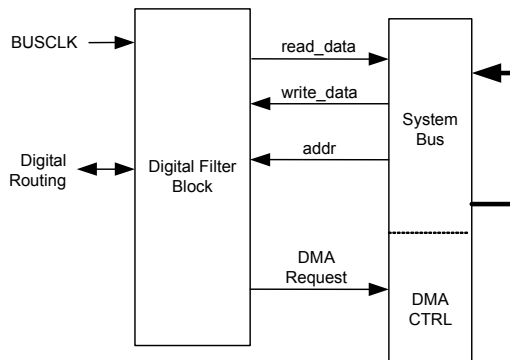 BUSCLK
read_data
write_data
System
Bus
addr
Digital
Routing
Digital Filter
Block
DMA
Request
DMA
CTRL